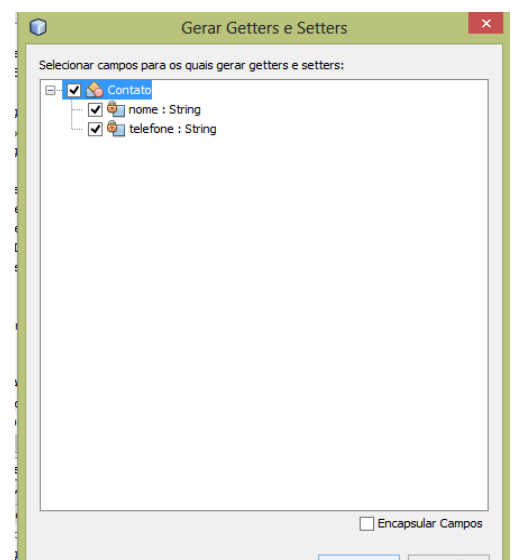 Gerar Getters e Setters
Selecionar campos para os quais gerar getters e setters:
Contato
nome : String
telefone : String
Encapsular Campos